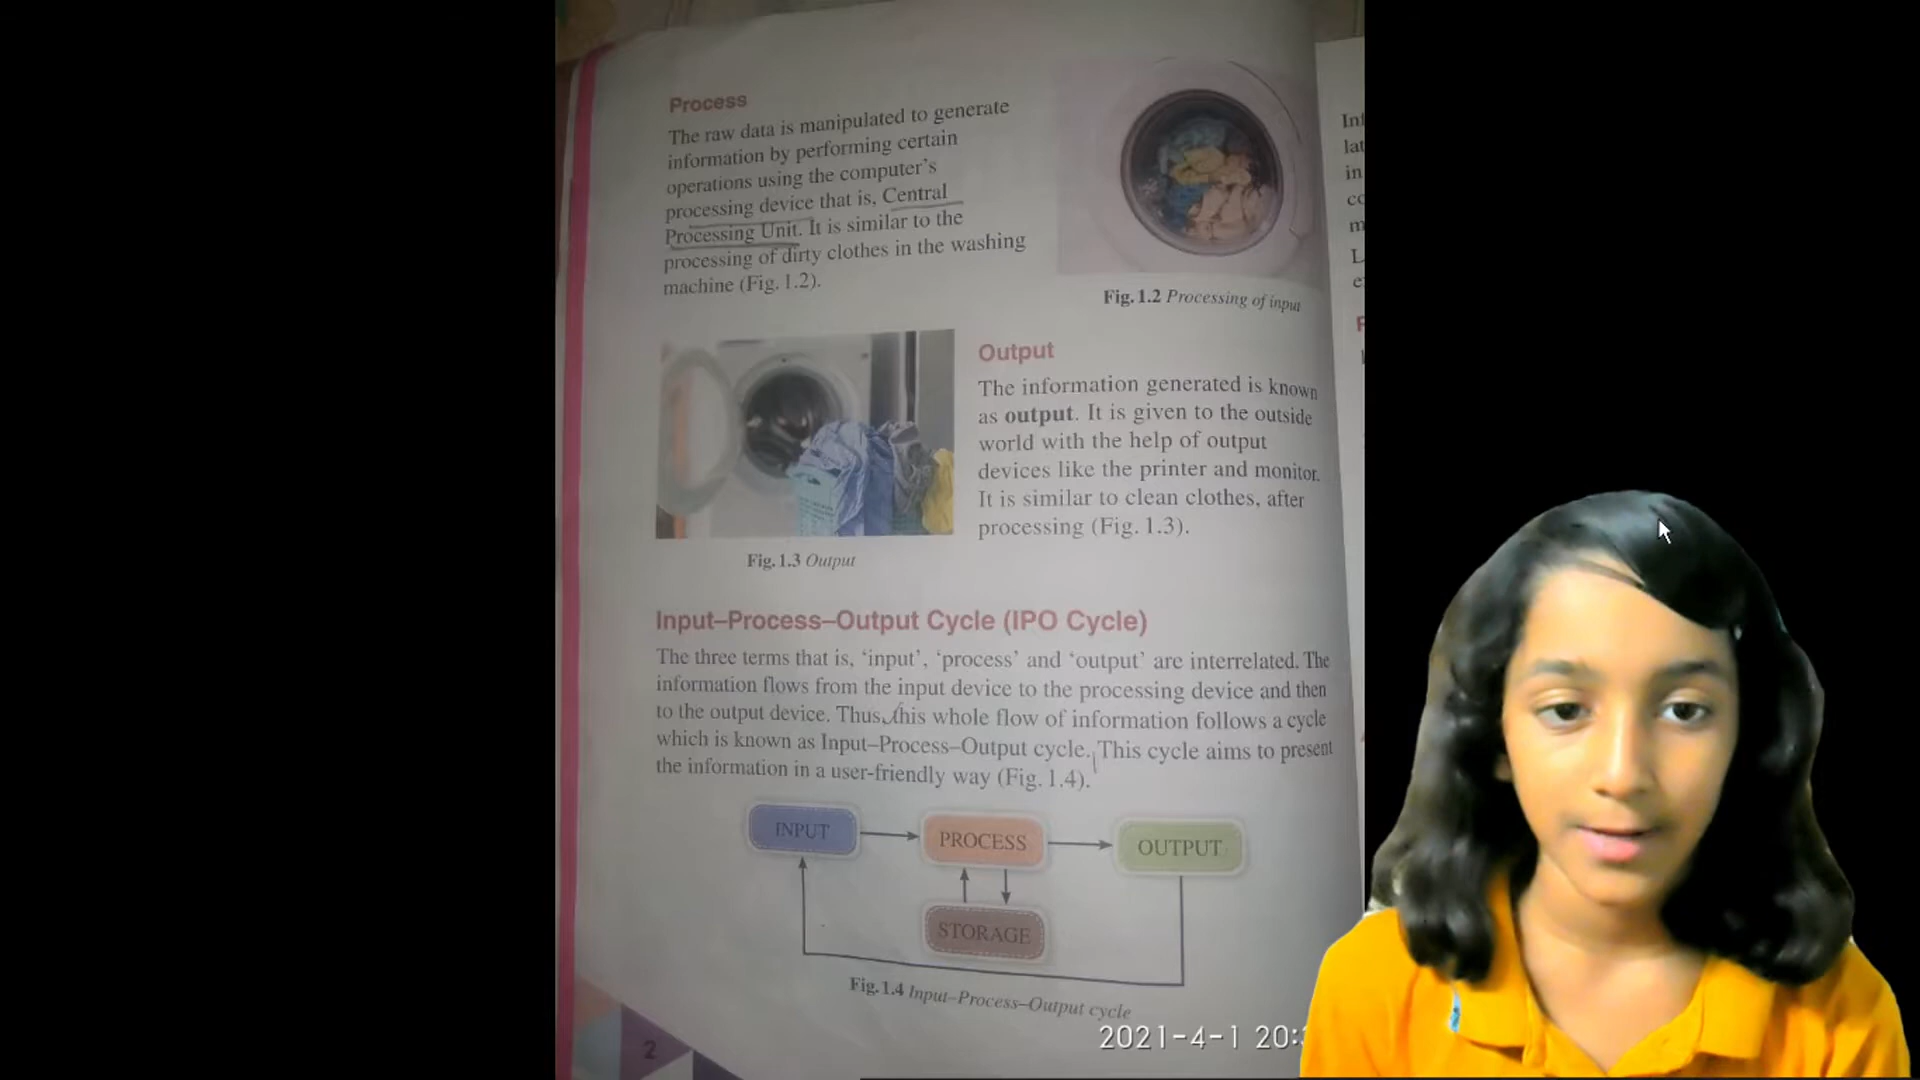 Process
The raw data is manipulated to generate
information by performing certain
operations using the computer's
processing device that is, Central
Processing Unit. It is similar to the
processing of dirty clothes in the washing
machine (Fig. 1.2).
Fig. 1.2 Processing of input
Output
The information generated is known
as output. It is given to the outside
world with the help of output
devices like the printer and monitor.
It is similar to clean clothes, after
processing (Fig. 1.3).
Fig. 1.3 Output
Input–Process–Output Cycle (IPO Cycle)
The three terms that is, ‘input’, ‘process’ and ‘output’ are interrelated. The
information flows from the input device to the processing device and then
to the output device. Thus, this whole flow of information follows a cycle
which is known as Input–Process–Output cycle. This cycle aims to present
the information in a user-friendly way (Fig. 1.4).
INPUT
PROCESS
OUTPUT
STORAGE
Fig. 1.4 Input–Process–Output cycle
2021-4-1 20:
2